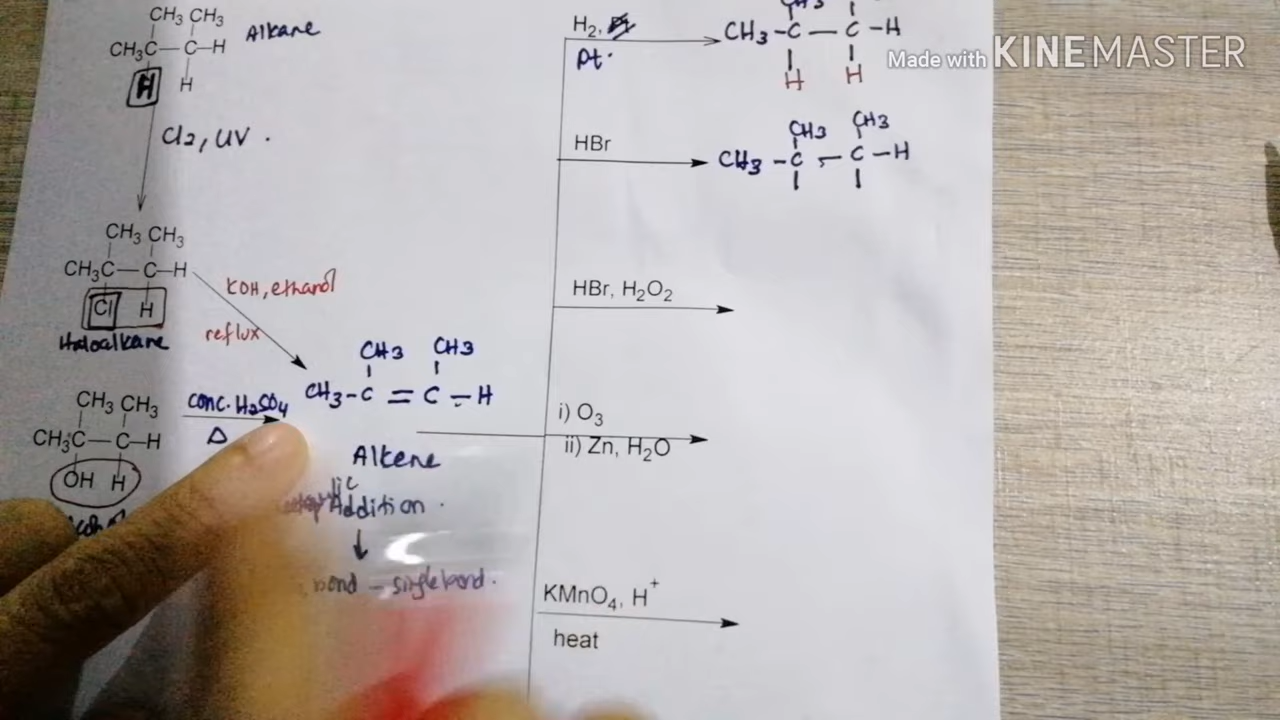 CH3 CH3
CH3C—C—H
H H
Alkane
Cl2, UV.
CH3 CH3
CH3C—C—H
Cl H
Haloalkane
KOH, ethanol
reflux
CH3 CH3
CH3C—C—H
OH H
conc. H2SO4
Δ
CH3 CH3
CH3-C=C-H
Alkene
Addition.
↓
bond - single bond.
H2,
Pt.
CH3-C—C-H
H H
HBr
CH3 CH3
CH3-C-C-H
HBr, H2O2
i) O3
ii) Zn, H2O
KMnO4, H+
heat
Made with KINEMASTER